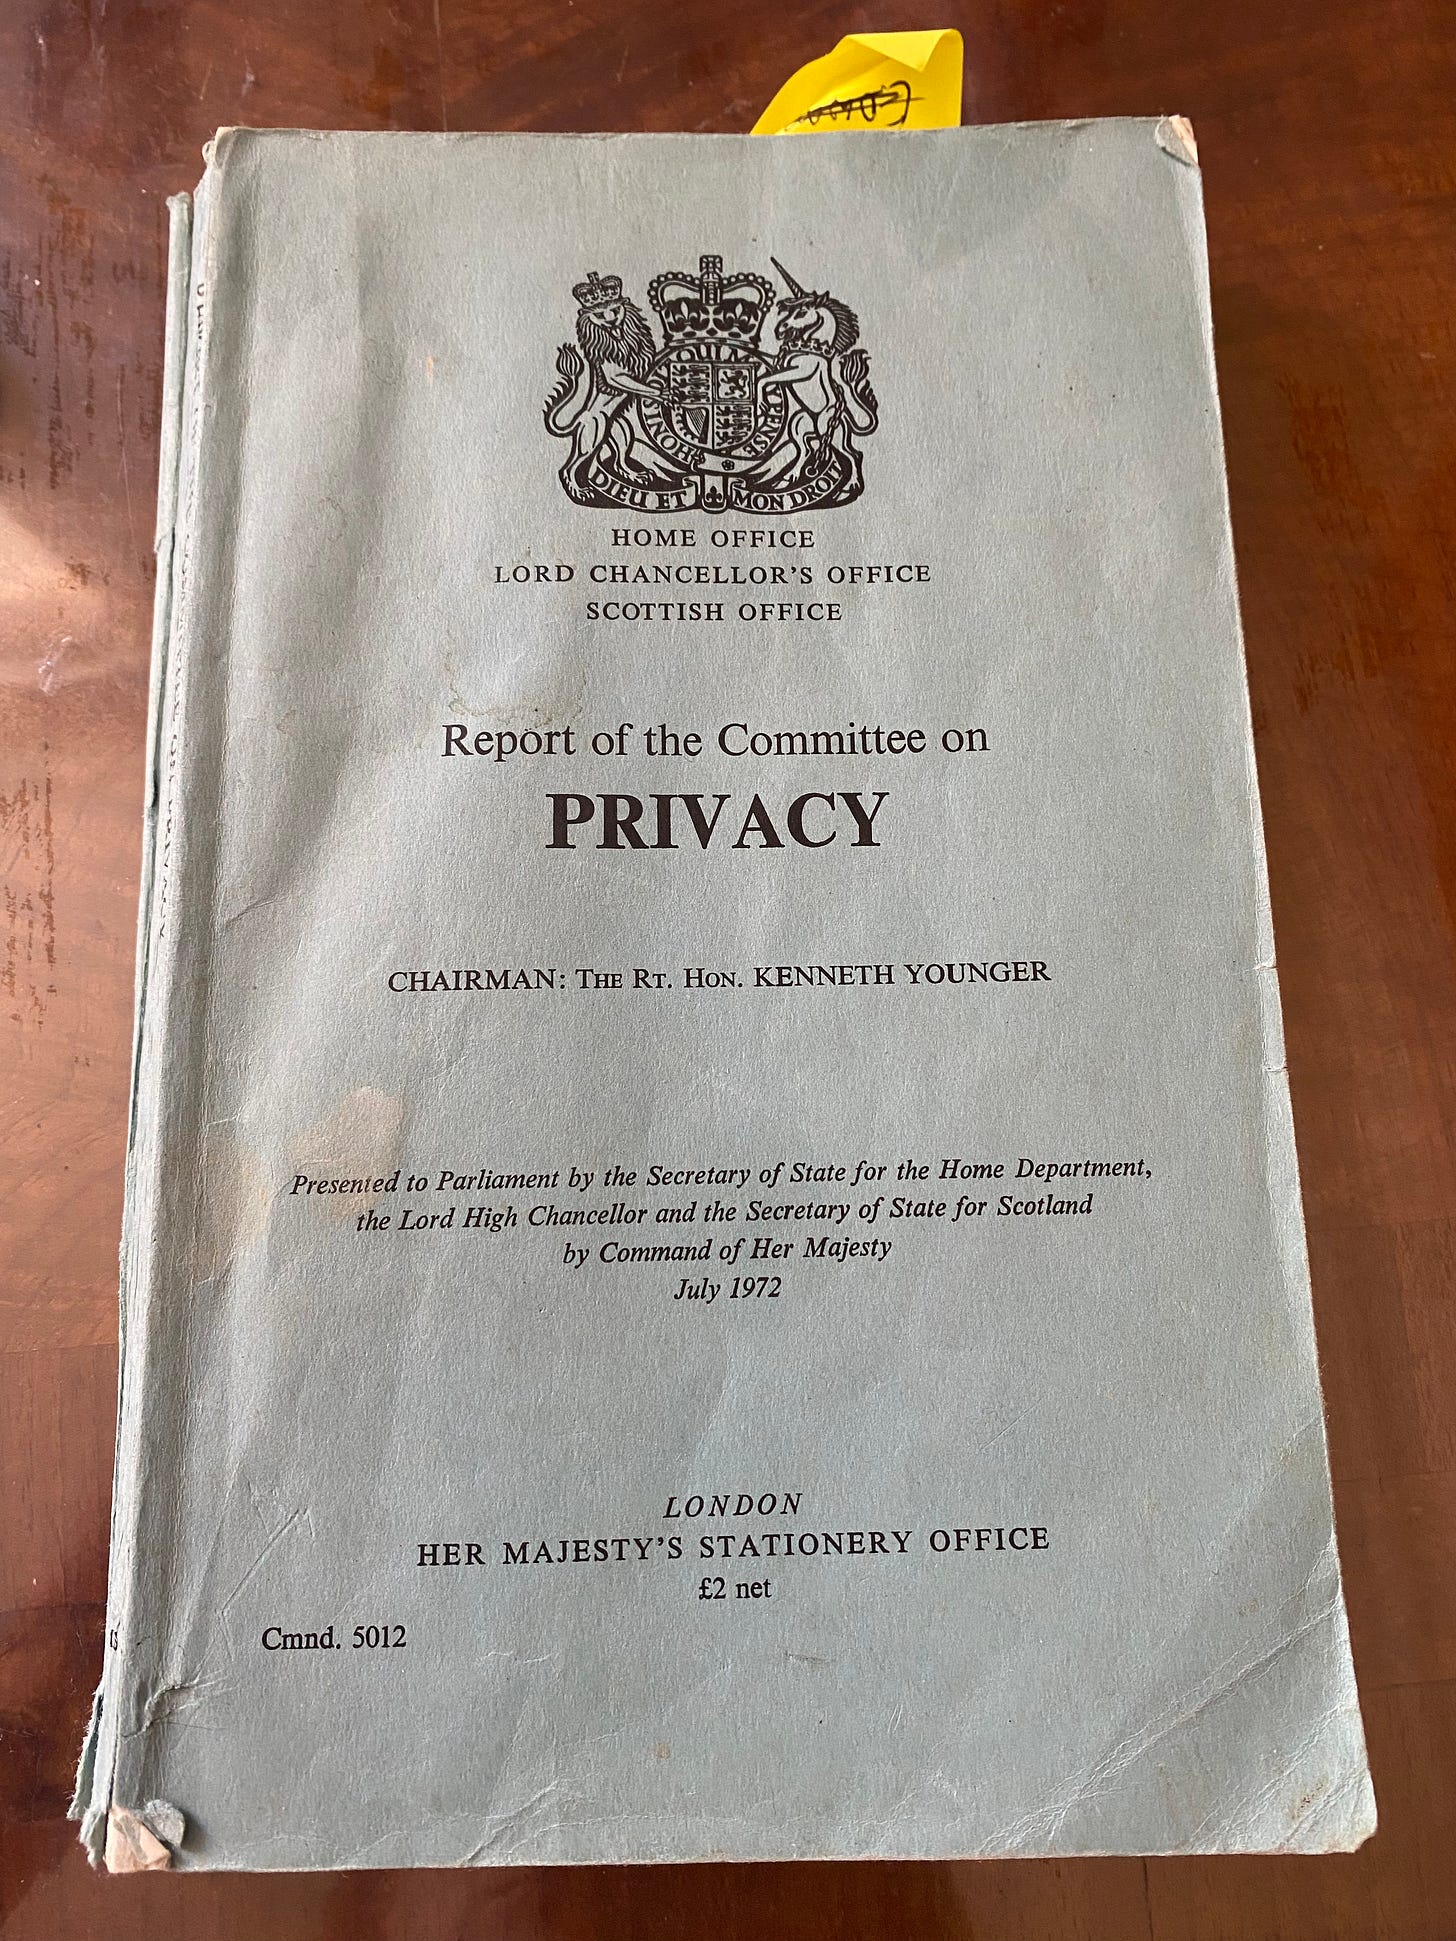 QUI M
Y PENSE
HONI S
DIEU ET MON DROIT
HOME OFFICE
LORD CHANCELLOR'S OFFICE
SCOTTISH OFFICE
Report of the Committee on
PRIVACY
CHAIRMAN: THE RT. HON. KENNETH YOUNGER
Presented to Parliament by the Secretary of State for the Home Department,
the Lord High Chancellor and the Secretary of State for Scotland
by Command of Her Majesty
July 1972
LONDON
HER MAJESTY'S STATIONERY OFFICE
£2 net
Cmnd. 5012